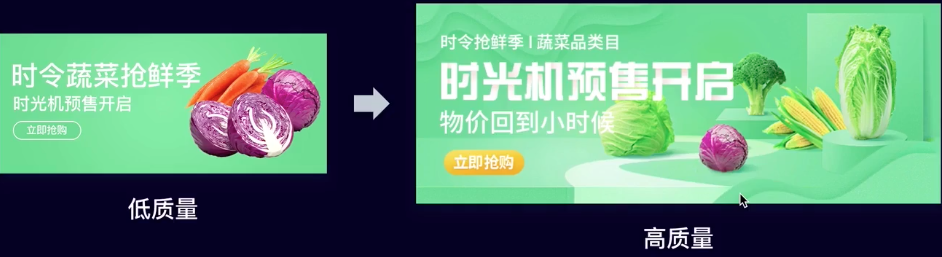 时令蔬菜抢鲜季
时光机预售开启
立即抢购
低质量
时令抢鲜季 | 蔬菜品类目
时光机预售开启
物价回到小时候
立即抢购
高质量